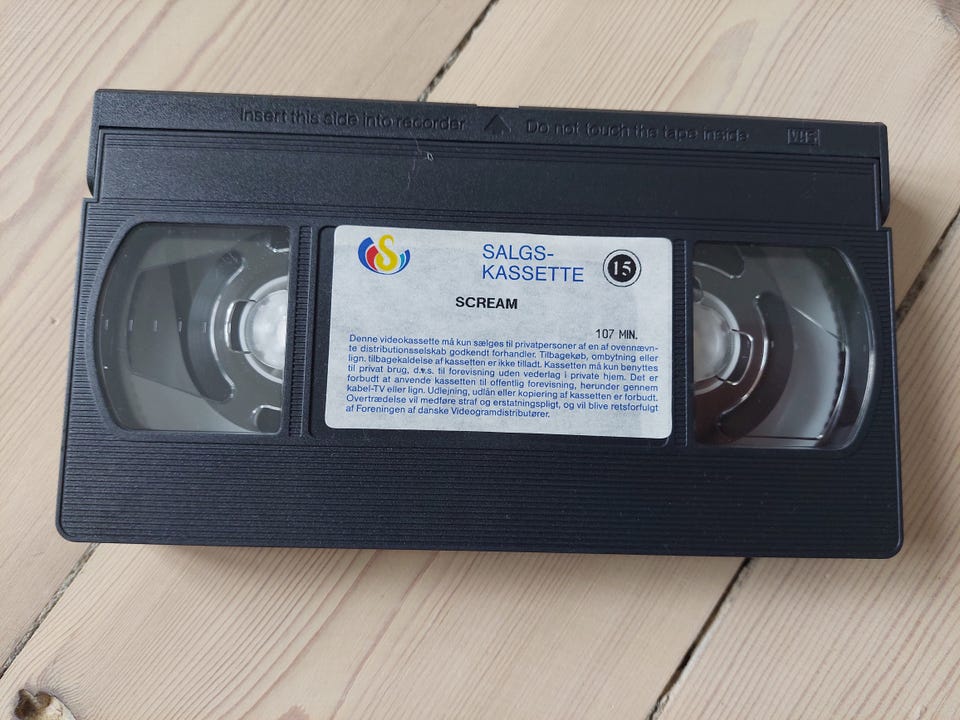 Insert this side into recorder Do not touch the tape inside VHS
S
SALGS-
KASSETTE
15
SCREAM
107 MIN.
Denne videokassette må kun sælges til privatpersoner af en af ovennævn-
te distributionsselskab godkendt forhandler. Tilbagekøb, ombytning eller
lign. tilbagekaldelse af kassetten er ikke tilladt. Kassetten må kun benyttes
til privat brug, d.v.s. til forevisning uden vederlag i private hjem. Det er
forbudt at anvende kassetten til offentlig forevisning, herunder gennem
kabel-TV eller lign. Udlejning, udlån eller kopiering af kassetten er forbudt.
Overtrædelse vil medføre straf og erstatningspligt, og vil blive retsforfulgt
af Foreningen af danske Videogramdistributører.